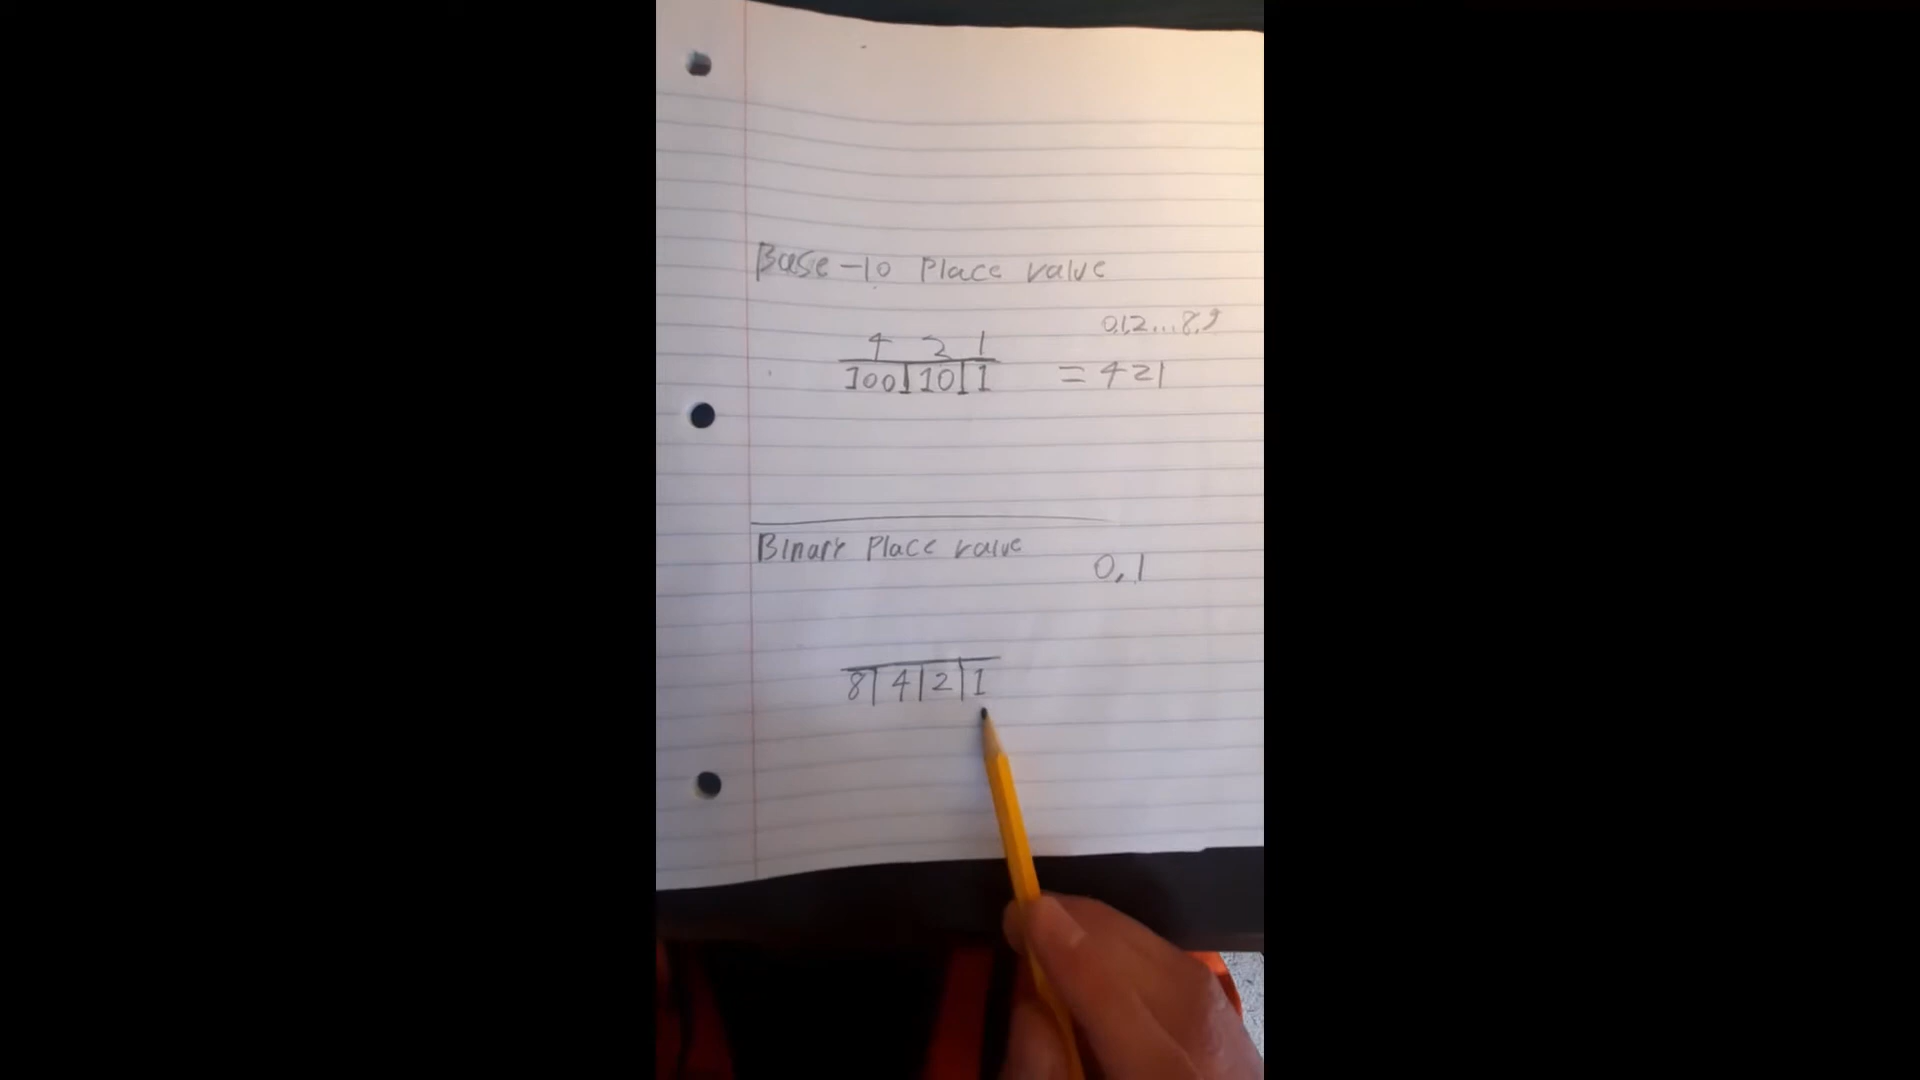 Base-10 Place value
0,1,2...8,9
4 2 1
100|10|1 = 421
Binary Place value
0,1
8|4|2|1